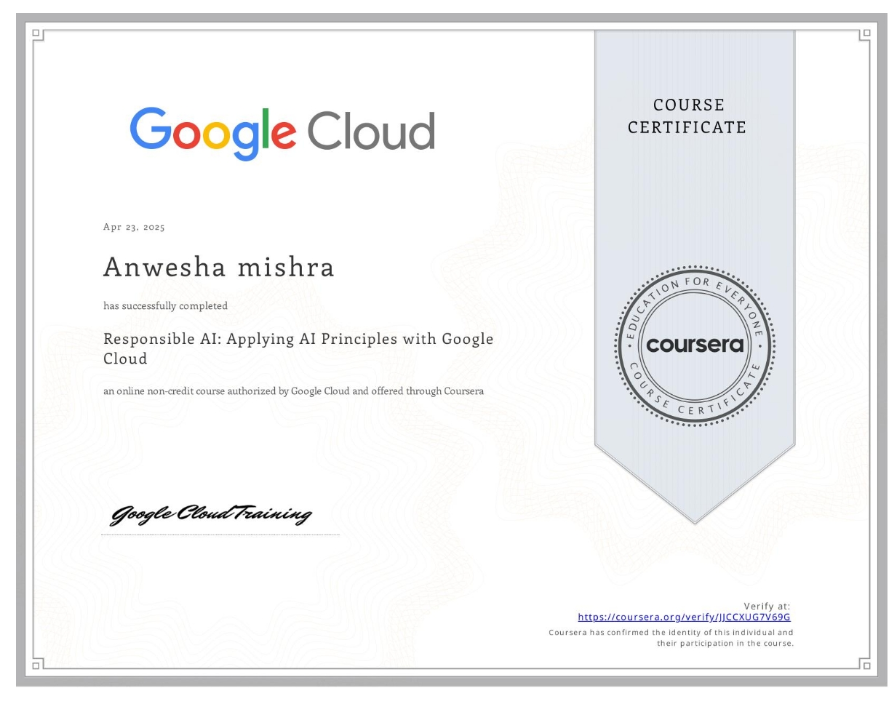 Google Cloud
COURSE
CERTIFICATE
Apr 23, 2025
Anwesha mishra
has successfully completed
Responsible AI: Applying AI Principles with Google
Cloud
an online non-credit course authorized by Google Cloud and offered through Coursera
EDUCATION FOR EVERYONE
coursera
COURSE CERTIFICATE
Google Cloud Training
Verify at:
https://coursera.org/verify/JJCCXUG7V69G
Coursera has confirmed the identity of this individual and
their participation in the course.